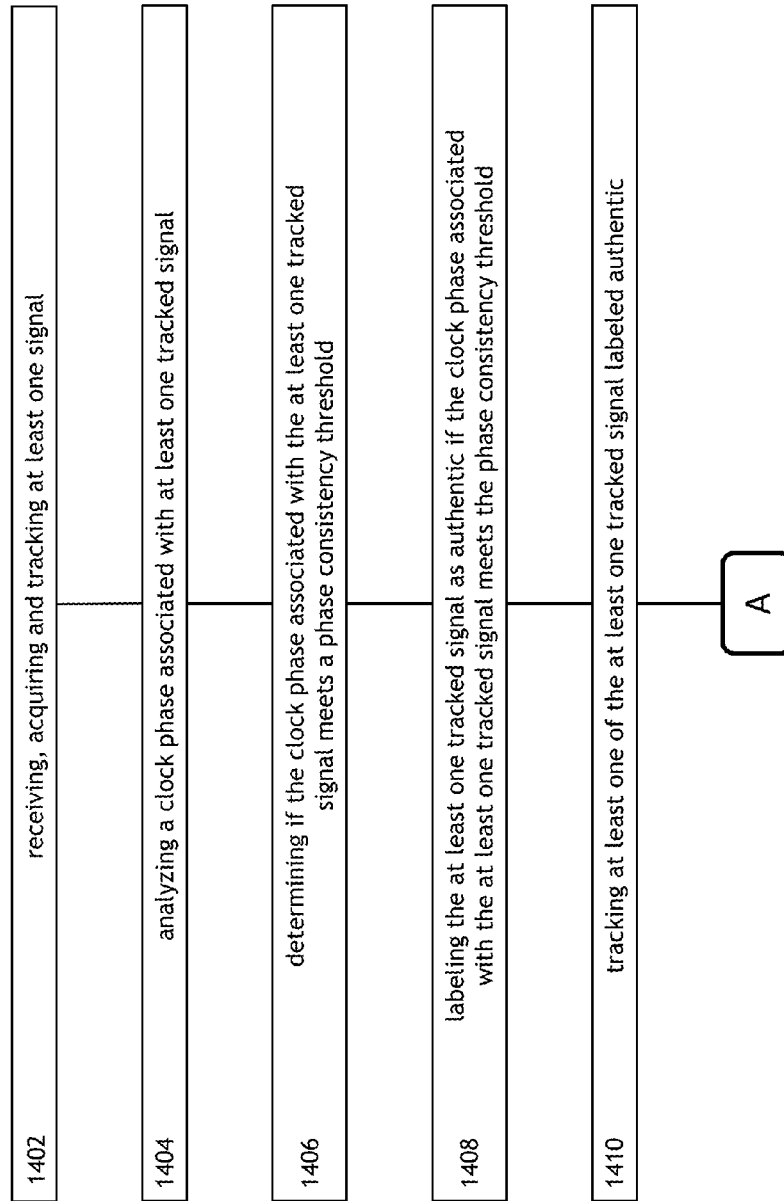 1402
receiving, acquiring and tracking at least one signal
1404
analyzing a clock phase associated with at least one tracked signal
1406
determining if the clock phase associated with the at least one tracked
signal meets a phase consistency threshold
1408
labeling the at least one tracked signal as authentic if the clock phase associated
with the at least one tracked signal meets the phase consistency threshold
1410
tracking at least one of the at least one tracked signal labeled authentic
A